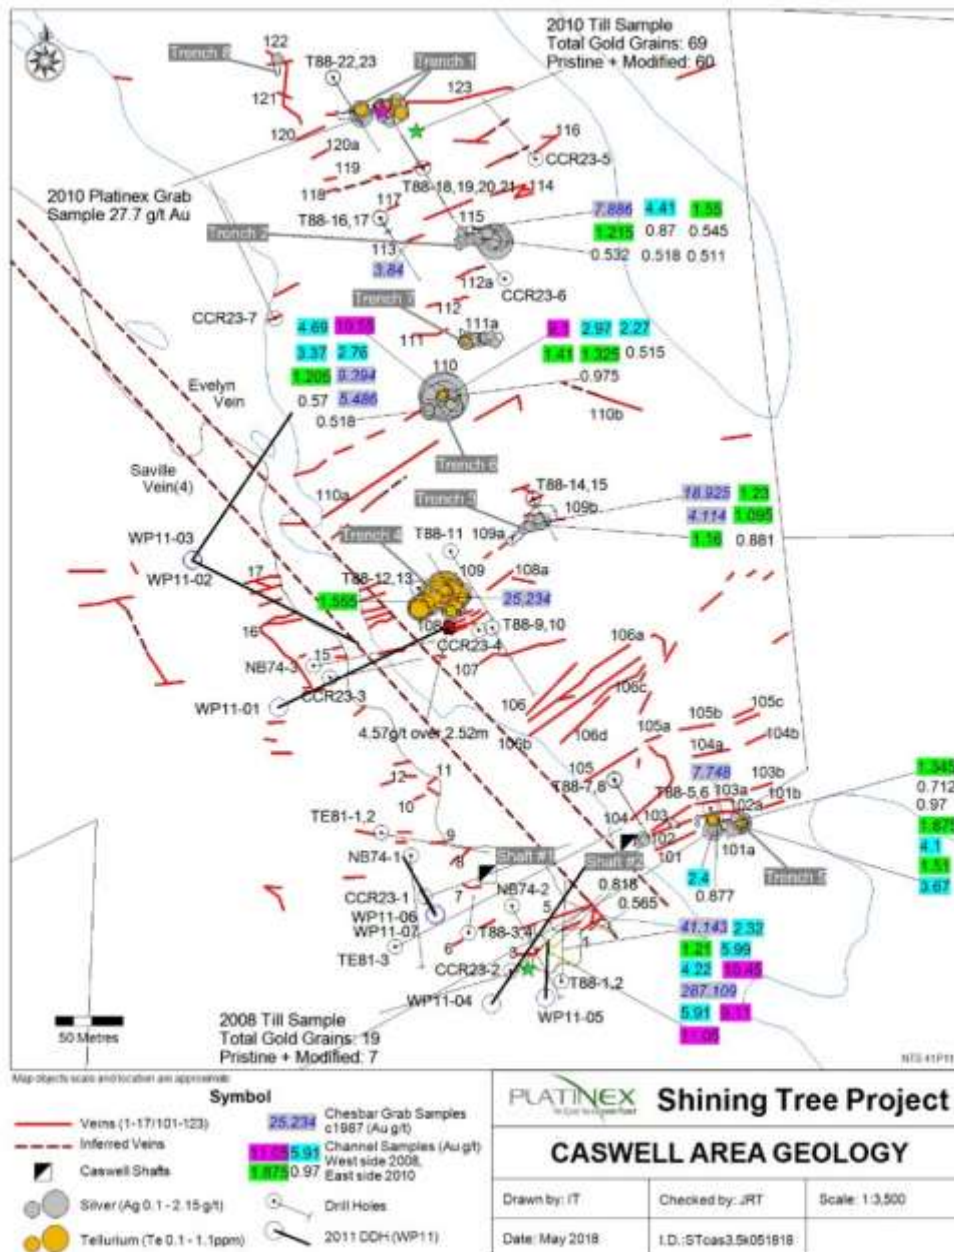 2010 Till Sample
Total Gold Grains: 69
Pristine + Modified: 60
122
Trench 8
T88-22,23
Trench 1
121
123
120
120a
116
CCR23-5
119
118
T88-18,19,20,21
114
2010 Platinex Grab
Sample 27.7 g/t Au
117
T88-16,17
7.886 4.41 1.55
1.215 0.87 0.545
0.532 0.518 0.511
115
Trench 2
113
3.84
112a
CCR23-6
Trench 7
112
CCR23-7
111
111a
4.69 10.55
3.37 2.76
1.205 9.394
0.57 5.486
0.518
9.1 2.97 2.27
1.41 1.325 0.515
0.975
110
Evelyn
Vein
110b
Trench 6
Saville
Vein(4)
110a
Trench 3
T88-14,15
109b
18.925 1.23
4.114 1.095
1.16 0.881
WP11-03
T88-11
109a
Trench 4
WP11-02
17
T88-12,13
109
108a
1.555
25.234
16
108
T88-9,10
106a
CCR23-4
15
NB74-3
107
CCR23-3
106c
WP11-01
106
105c
4.57g/t over 2.52m
106b
106d
105a
105b
104b
104a
12
11
105
7.748
103b
T88-7,8
T88-5,6
103a
101b
10
102a
1.345
0.712
0.97
1.875
4.1
1.51
3.67
TE81-1,2
104
103
102
9
101
101a
NB74-1
8
Shaft #1
Shaft #2
2.4
0.877
Trench 5
CCR23-1
7
NB74-2
0.818
0.565
WP11-06
WP11-07
5
TE81-3
6
T88-3,4
3
1
CCR23-2
T88-1,2
WP11-04
WP11-05
41.143 2.32
1.21 5.99
4.22 10.45
287.109
5.91 9.11
11.05
50 Metres
2008 Till Sample
Total Gold Grains: 19
Pristine + Modified: 7
NTS 41P11
Map objects scale and location are approximate
Symbol
Veins (1-17/101-123)
Inferred Veins
Caswell Shafts
Silver (Ag 0.1 - 2.15 g/t)
Tellurium (Te 0.1 - 1.1ppm)
25.234 Chesbar Grab Samples
c1987 (Au g/t)
11.05 5.91 Channel Samples (Au g/t)
West side 2008,
1.875 0.97 East side 2010
Drill Holes
2011 DDH (WP11)
PLATINEX
Shining Tree Project
CASWELL AREA GEOLOGY
Drawn by: IT
Checked by: JRT
Scale: 1:3,500
Date: May 2018
I.D.:STcas3.5k051818